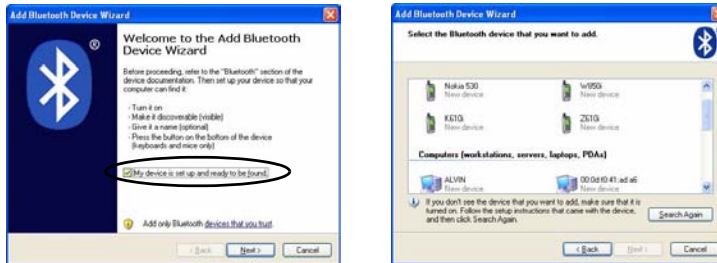 Add Bluetooth Device Wizard
Welcome to the Add Bluetooth
Device Wizard
Before proceeding, refer to the "Bluetooth" section of the
device documentation. Then set up your device so that your
computer can find it:
- Turn it on
- Make it discoverable (visible)
- Give it a name (optional)
- Press the button on the bottom of the device
(keyboards and mice only)
My device is set up and ready to be found.
Add only Bluetooth devices that you trust.
< Back
Next >
Cancel
Add Bluetooth Device Wizard
Select the Bluetooth device that you want to add.
Nokia 530
New device
W850i
New device
K610i
New device
Z610i
New device
Computers (workstations, servers, laptops, PDAs)
ALVIN
New device
00:0d:f0:41:ad:a6
New device
If you don't see the device that you want to add, make sure that it is
turned on. Follow the setup instructions that came with the device,
and then click Search Again.
Search Again
< Back
Next >
Cancel